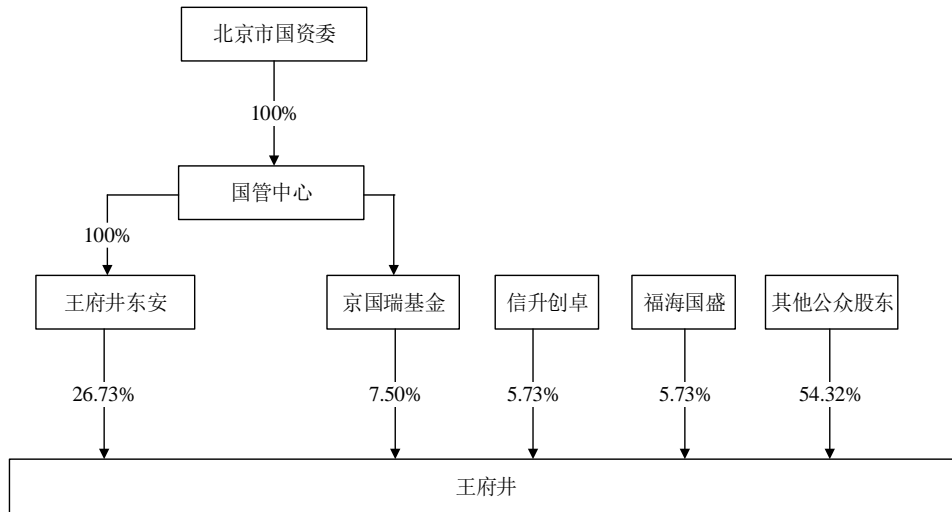 北京市国资委
100%
国管中心
100%
王府井东安
京国瑞基金
信升创卓
福海国盛
其他公众股东
26.73%
7.50%
5.73%
5.73%
54.32%
王府井